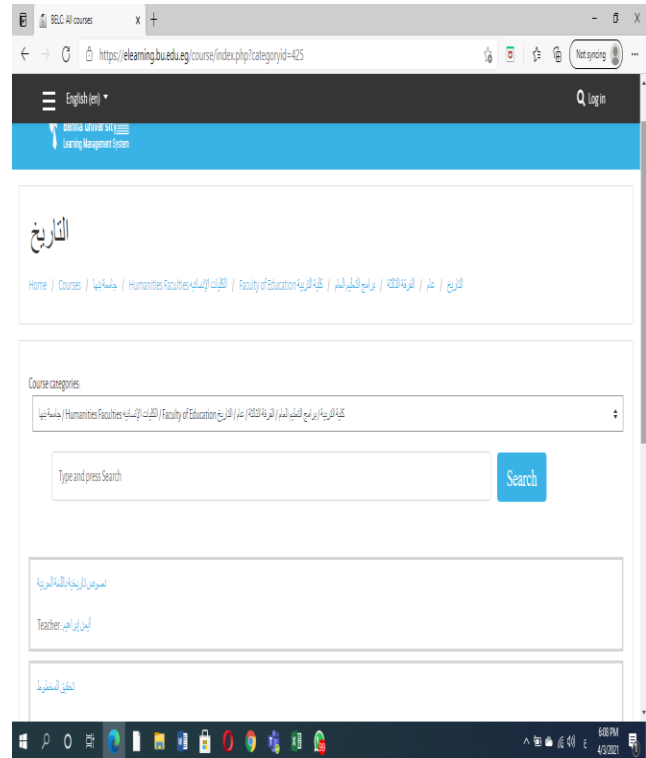 BELC: All courses
https://elearning.bu.edu.eg/course/index.php?categoryid=425
Not syncing
English (en)
Log in
Benha university
Learning Management System
التاريخ
Home / Courses / جامعة بنها / Humanities Faculties الكليات الإنسانيه / Faculty of Education كلية التربية / برامج التعليم العام / الفرقة الثالثة / عام / التاريخ
Course categories:
جامعة بنها / Humanities Faculties الكليات الإنسانيه / Faculty of Education كلية التربية / برامج التعليم العام / الفرقة الثالثة / عام / التاريخ
Type and press Search
Search
نصوص تاريخية باللغة العربية
Teacher: أيمن إبراهيم
تحقيق المخطوط
6:08 PM
E
4/3/2021